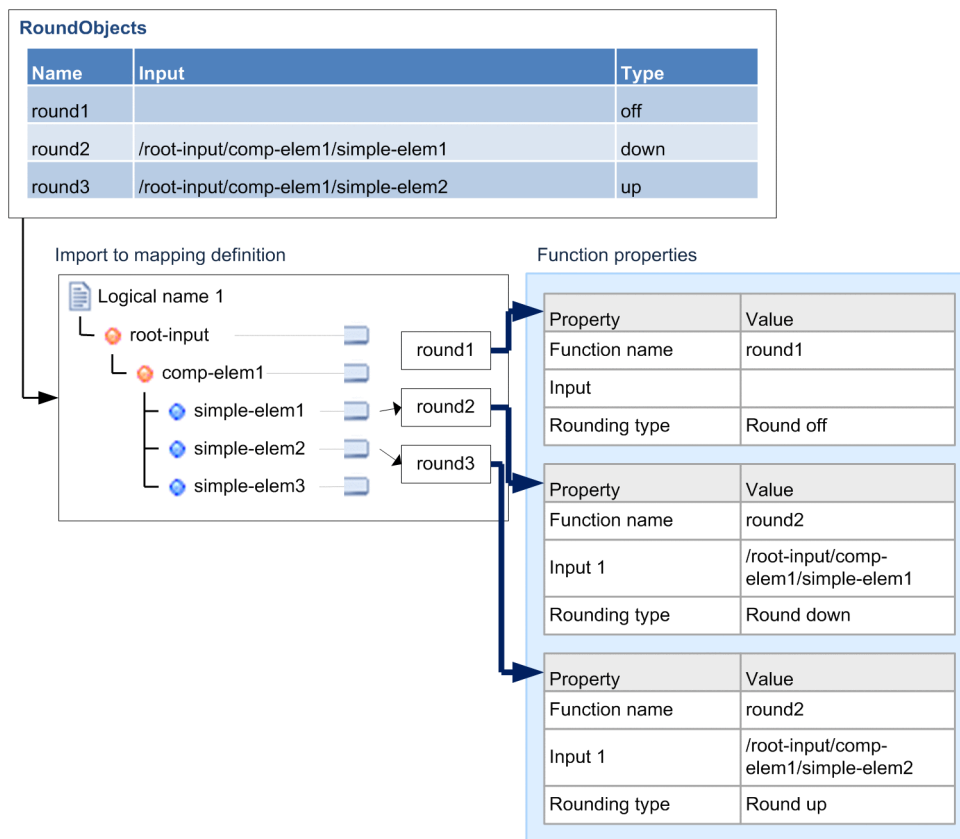 RoundObjects
Name Input Type
round1 off
round2 /root-input/comp-elem1/simple-elem1 down
round3 /root-input/comp-elem1/simple-elem2 up
Import to mapping definition
Logical name 1
root-input
comp-elem1
simple-elem1
simple-elem2
simple-elem3
round1
round2
round3
Function properties
Property Value
Function name round1
Input
Rounding type Round off
Property Value
Function name round2
Input 1 /root-input/comp-
elem1/simple-elem1
Rounding type Round down
Property Value
Function name round2
Input 1 /root-input/comp-
elem1/simple-elem2
Rounding type Round up